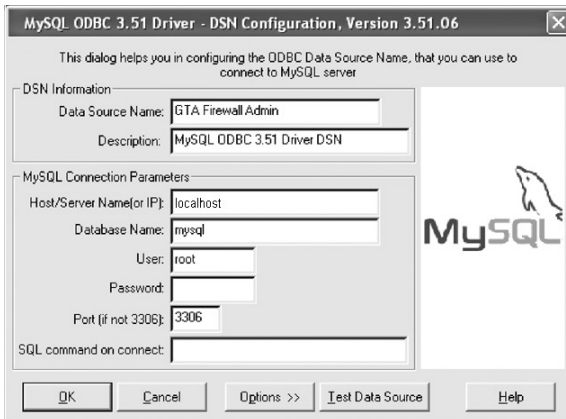 MySQL ODBC 3.51 Driver - DSN Configuration, Version 3.51.06
This dialog helps you in configuring the ODBC Data Source Name, that you can use to
connect to MySQL server
DSN Information
Data Source Name: GTA Firewall Admin
Description: MySQL ODBC 3.51 Driver DSN
MySQL Connection Parameters
Host/Server Name(or IP): localhost
Database Name: mysql
User: root
Password:
Port (if not 3306): 3306
SQL command on connect:
MySQL
OK Cancel Options >> Test Data Source Help